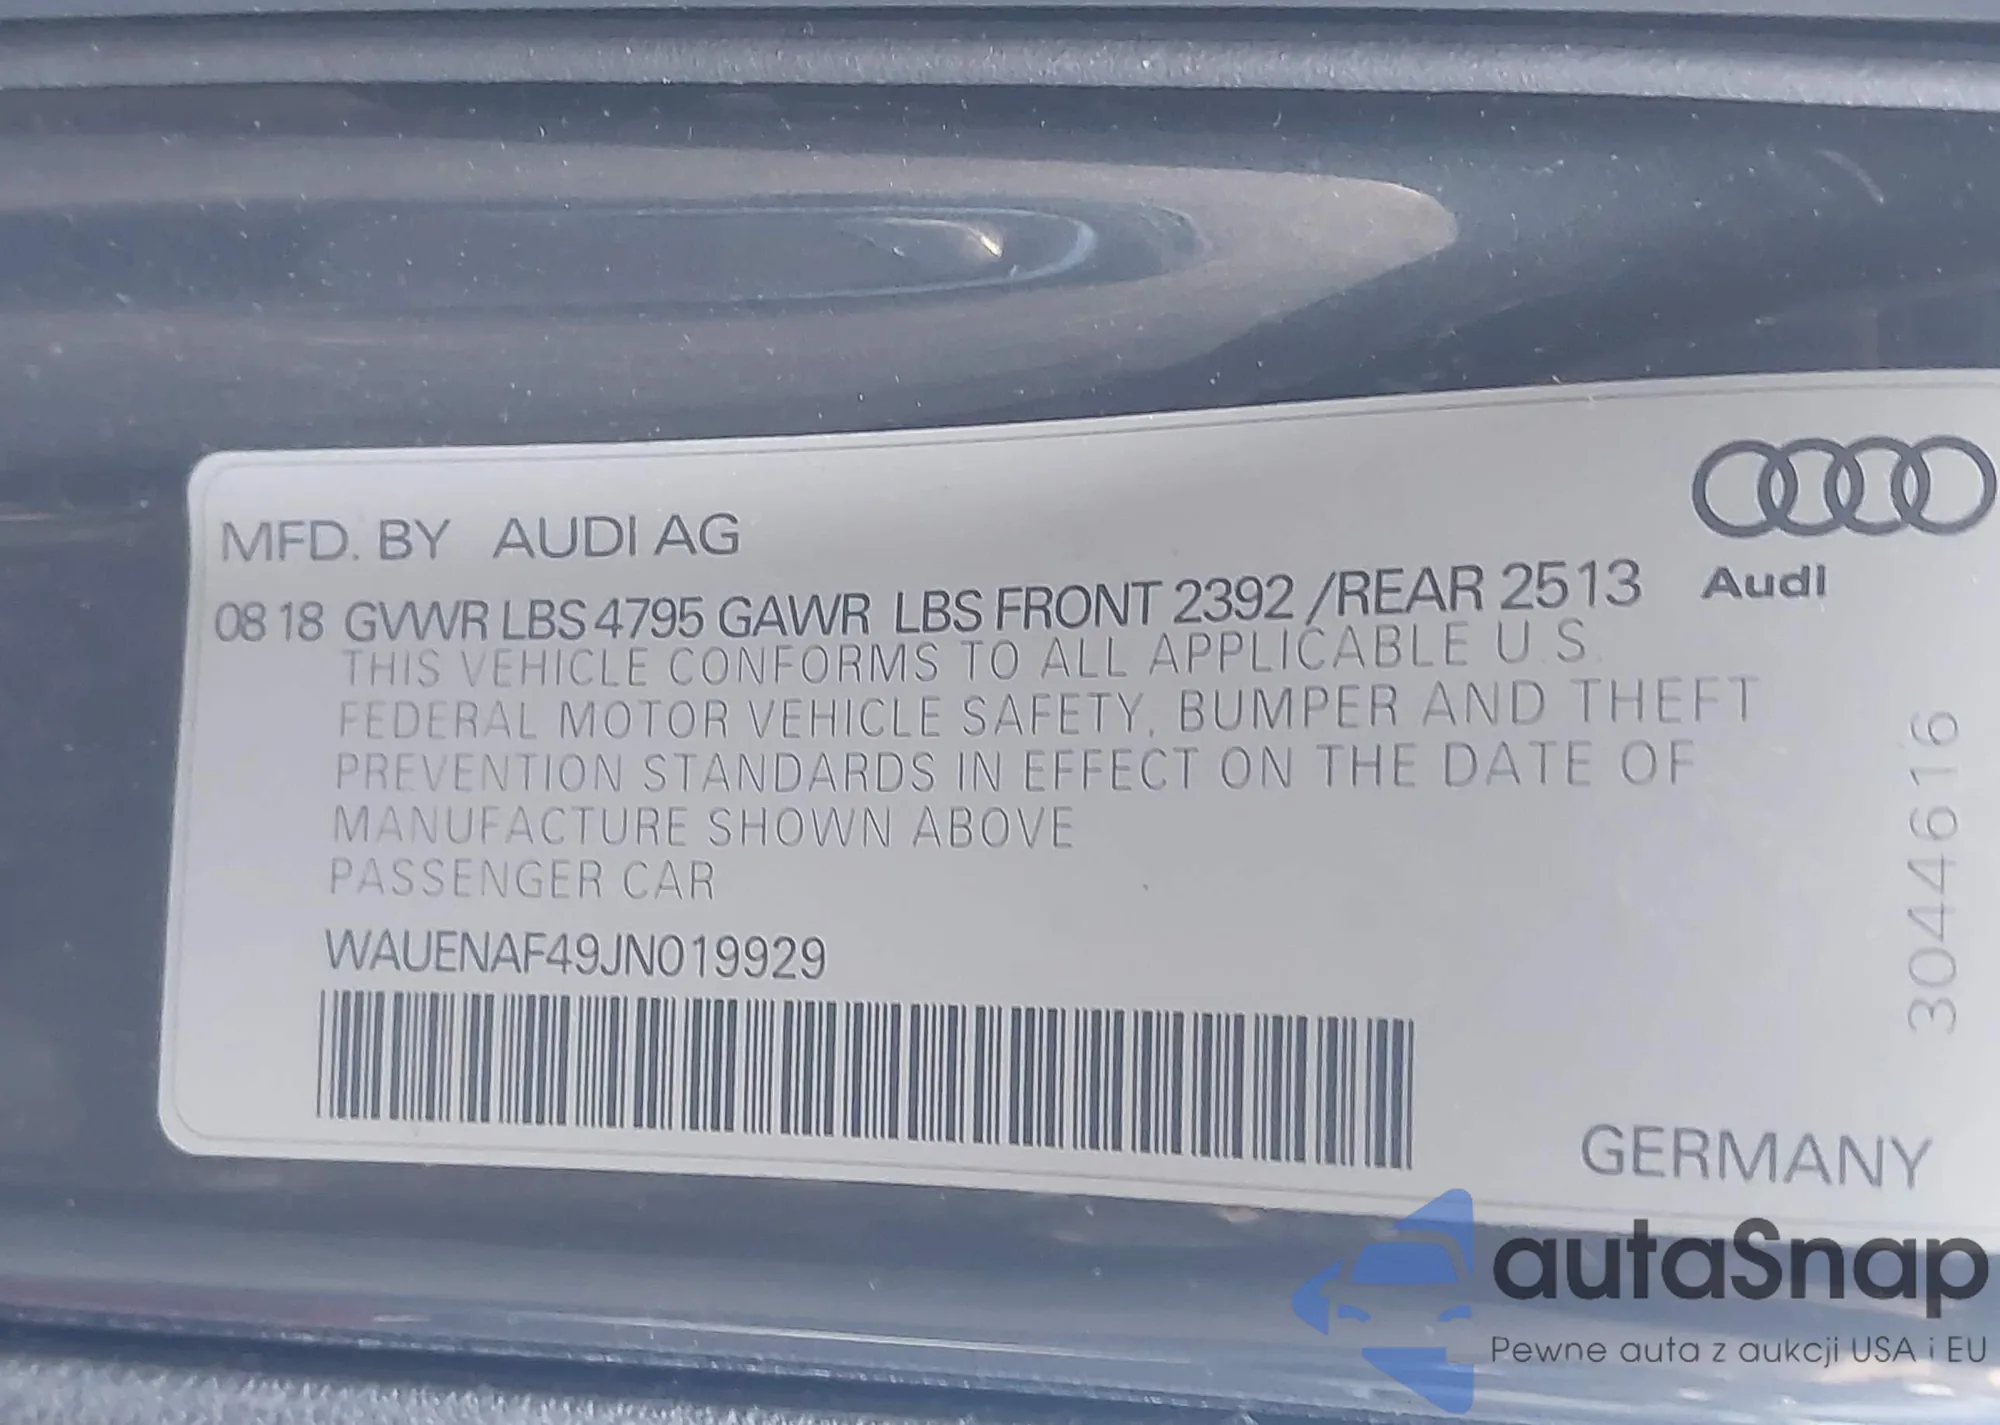 MFD. BY AUDI AG
Audi
08 18 GVWR LBS 4795 GAWR LBS FRONT 2392 /REAR 2513
THIS VEHICLE CONFORMS TO ALL APPLICABLE U.S.
FEDERAL MOTOR VEHICLE SAFETY, BUMPER AND THEFT
PREVENTION STANDARDS IN EFFECT ON THE DATE OF
MANUFACTURE SHOWN ABOVE
PASSENGER CAR
WAUENAF49JN019929
3044616
GERMANY
autaSnap
Pewne auta z aukcji USA i EU